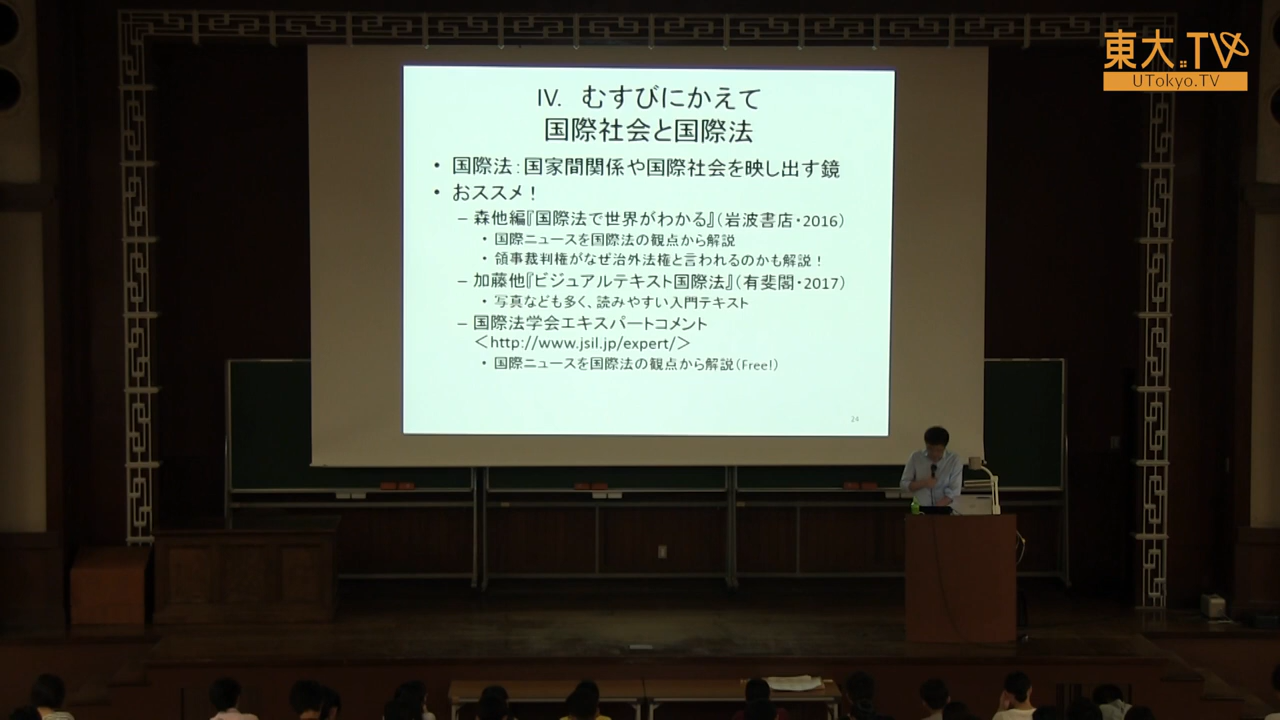 東大.TV
UTokyo.TV
IV. むすびにかえて
国際社会と国際法
• 国際法：国家間関係や国際社会を映し出す鏡
• おススメ！
– 森他編『国際法で世界がわかる』（岩波書店・2016）
• 国際ニュースを国際法の観点から解説
• 領事裁判権がなぜ治外法権と言われるのかも解説！
– 加藤他『ビジュアルテキスト国際法』（有斐閣・2017）
• 写真なども多く、読みやすい入門テキスト
– 国際法学会エキスパートコメント
＜http://www.jsil.jp/expert/＞
• 国際ニュースを国際法の観点から解説（Free!）
24